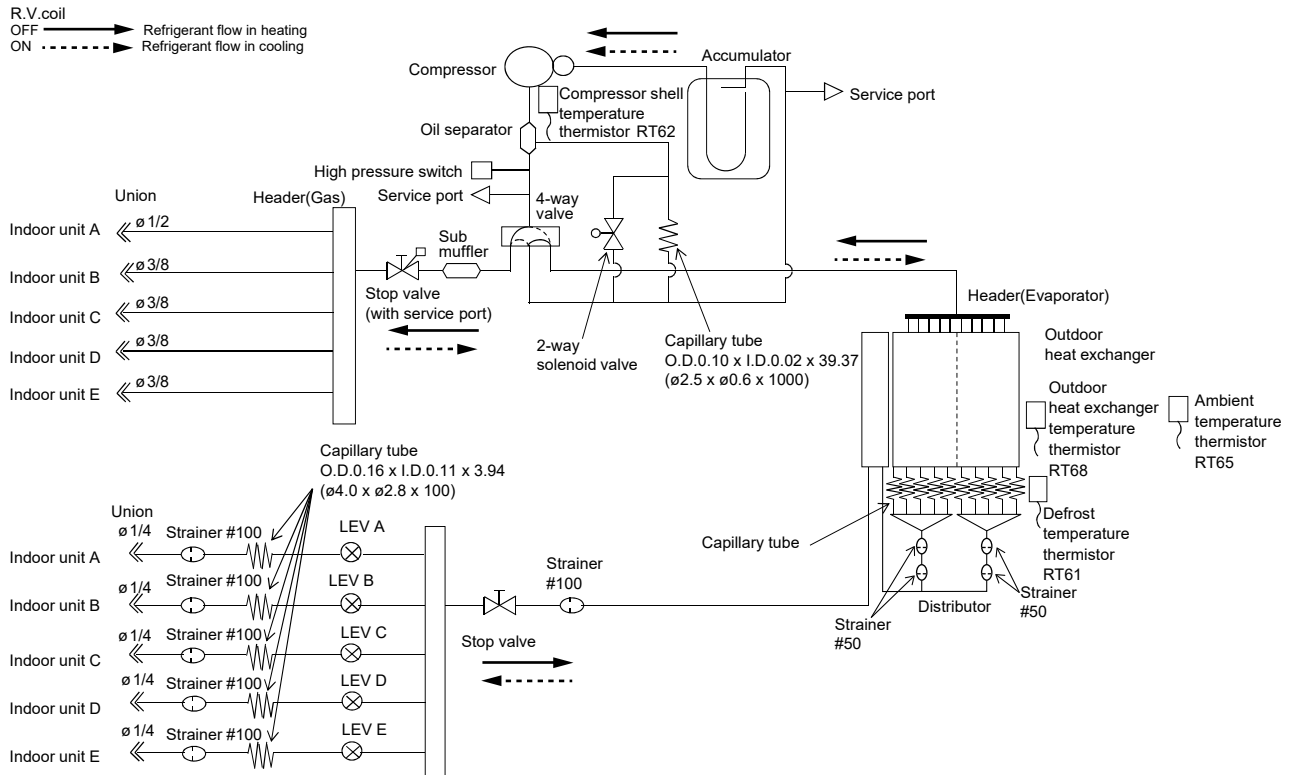 R.V.coil
OFF Refrigerant flow in heating
ON Refrigerant flow in cooling
Compressor
Accumulator
Service port
Compressor shell
temperature
thermistor RT62
Oil separator
High pressure switch
Service port
4-way
valve
Union
Header(Gas)
Sub
muffler
Indoor unit A
ø 1/2
Indoor unit B
ø 3/8
Indoor unit C
ø 3/8
Indoor unit D
ø 3/8
Indoor unit E
ø 3/8
Stop valve
(with service port)
2-way
solenoid valve
Capillary tube
O.D.0.10 x I.D.0.02 x 39.37
(ø2.5 x ø0.6 x 1000)
Header(Evaporator)
Outdoor
heat exchanger
Outdoor
heat exchanger
temperature
thermistor
RT68
Ambient
temperature
thermistor
RT65
Defrost
temperature
thermistor
RT61
Capillary tube
Distributor
Strainer
#50
Strainer
#50
Capillary tube
O.D.0.16 x I.D.0.11 x 3.94
(ø4.0 x ø2.8 x 100)
Union
Indoor unit A
ø 1/4
Strainer #100
LEV A
Indoor unit B
ø 1/4
Strainer #100
LEV B
Indoor unit C
ø 1/4
Strainer #100
LEV C
Indoor unit D
ø 1/4
Strainer #100
LEV D
Indoor unit E
ø 1/4
Strainer #100
LEV E
Stop valve
Strainer
#100